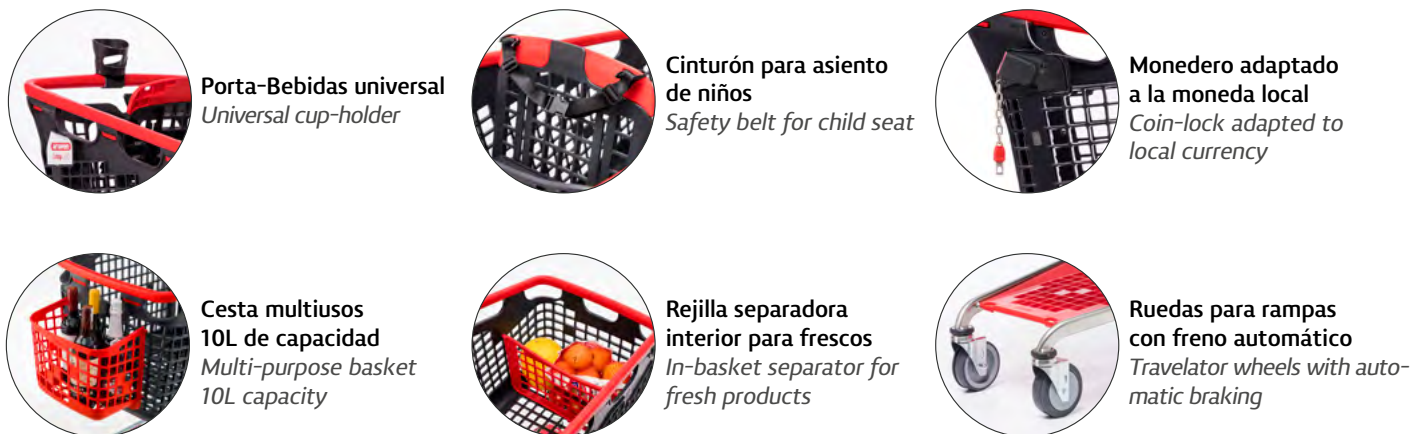 Porta-Bebidas universal
Universal cup-holder
Cinturón para asiento
de niños
Safety belt for child seat
Monedero adaptado
a la moneda local
Coin-lock adapted to
local currency
Cesta multiusos
10L de capacidad
Multi-purpose basket
10L capacity
Rejilla separadora
interior para frescos
In-basket separator for
fresh products
Ruedas para rampas
con freno automático
Travelator wheels with auto-
matic braking